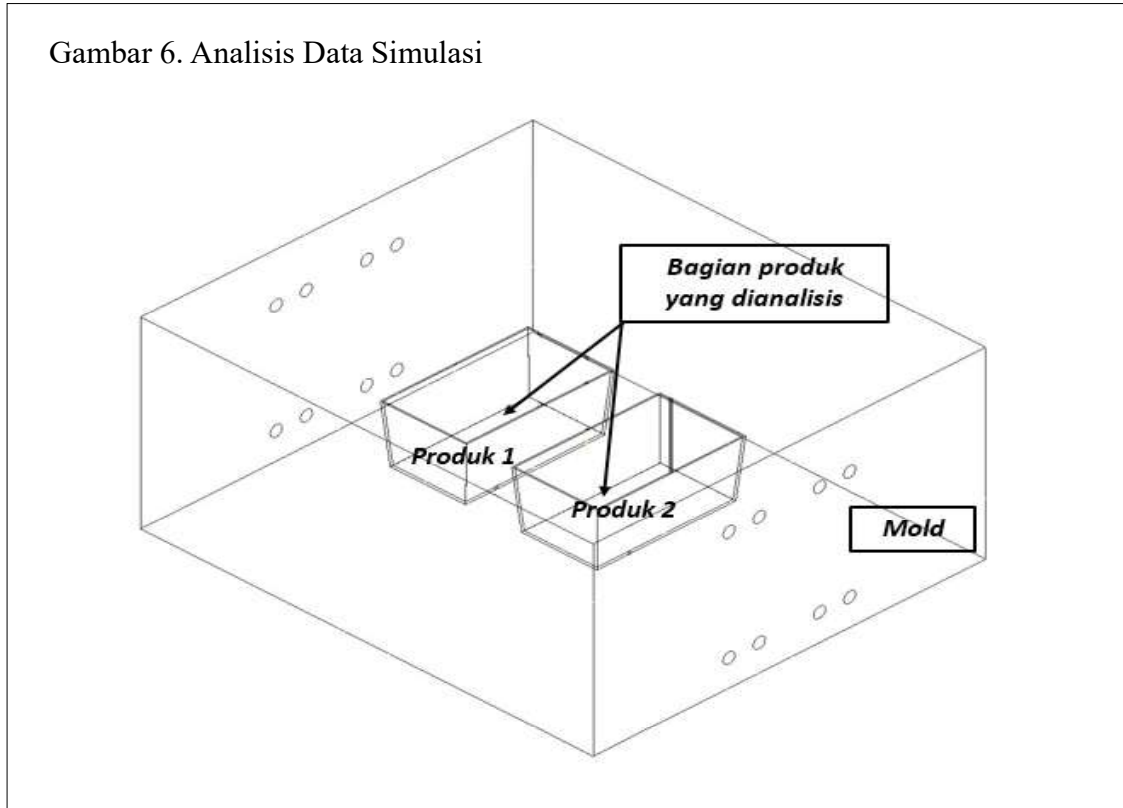 Gambar 6. Analisis Data Simulasi
Bagian produk
yang dianalisis
Produk 1
Produk 2
Mold